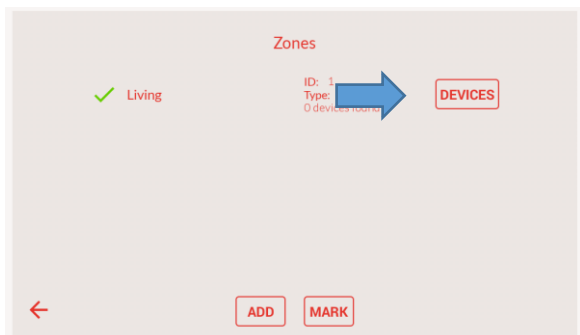 Zones
Living
ID: 1
Type:
0 devices found
DEVICES
ADD
MARK